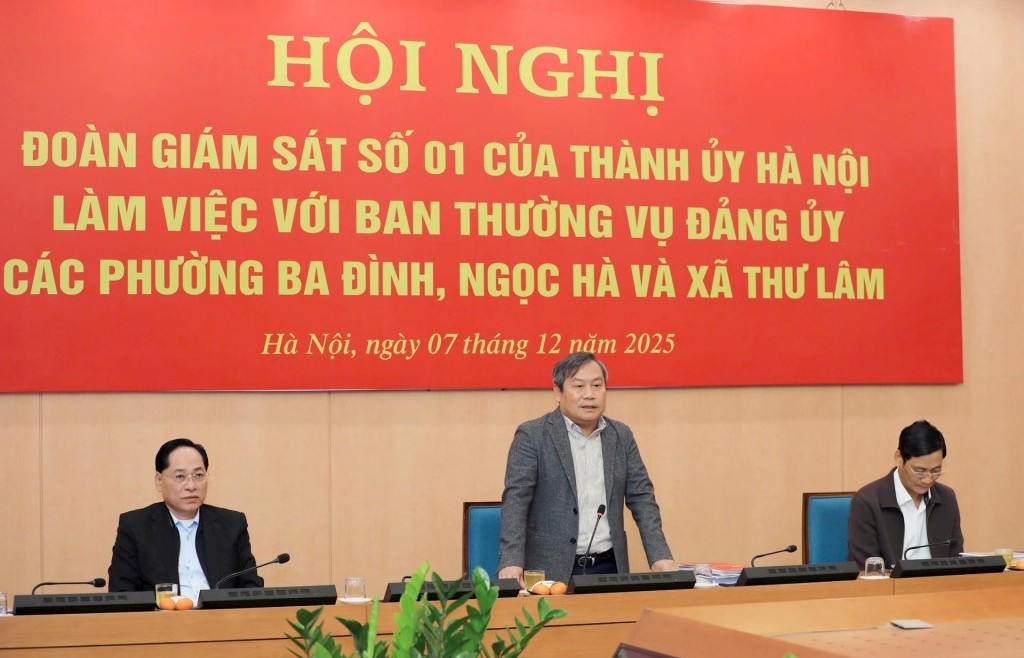 HỘI NGHỊ
ĐOÀN GIÁM SÁT SỐ 01 CỦA THÀNH ỦY HÀ NỘI
LÀM VIỆC VỚI BAN THƯỜNG VỤ ĐẢNG ỦY
CÁC PHƯỜNG BA ĐÌNH, NGỌC HÀ VÀ XÃ THƯ LÂM
Hà Nội, ngày 07 tháng 12 năm 2025